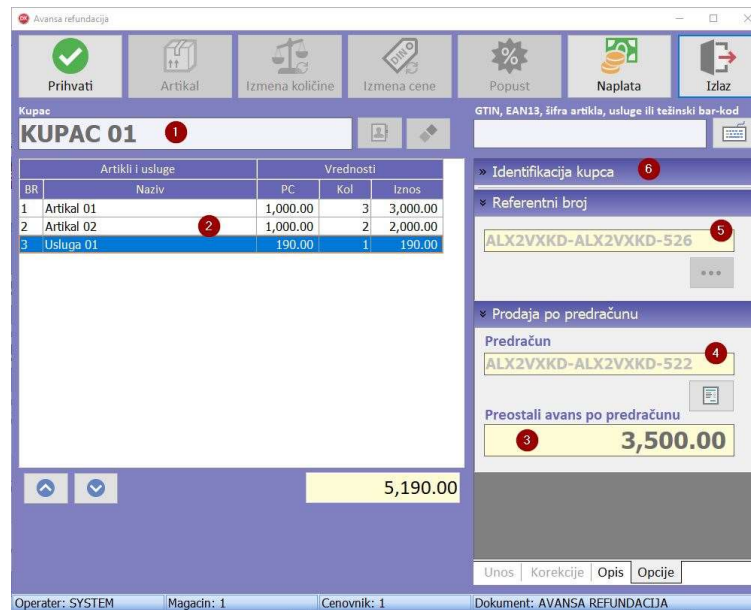 Avansa refundacija
Prihvati Artikal Izmena količine Izmena cene Popust Naplata Izlaz
Kupac
KUPAC 01 1
GTIN, EAN13, šifra artikla, usluge ili težinski bar-kod
Artikli i usluge Vrednosti
BR Naziv PC Kol Iznos
1 Artikal 01 1,000.00 3 3,000.00
2 Artikal 02 2 1,000.00 2 2,000.00
3 Usluga 01 190.00 1 190.00
5,190.00
» Identifikacija kupca 6
Referentni broj
ALX2VXKD-ALX2VXKD-526 5
Prodaja po predračunu
Predračun
ALX2VXKD-ALX2VXKD-522 4
Preostali avans po predračunu
3 3,500.00
Unos Korekcije Opis Opcije
Operater: SYSTEM Magacin: 1 Cenovnik: 1 Dokument: AVANSA REFUNDACIJA